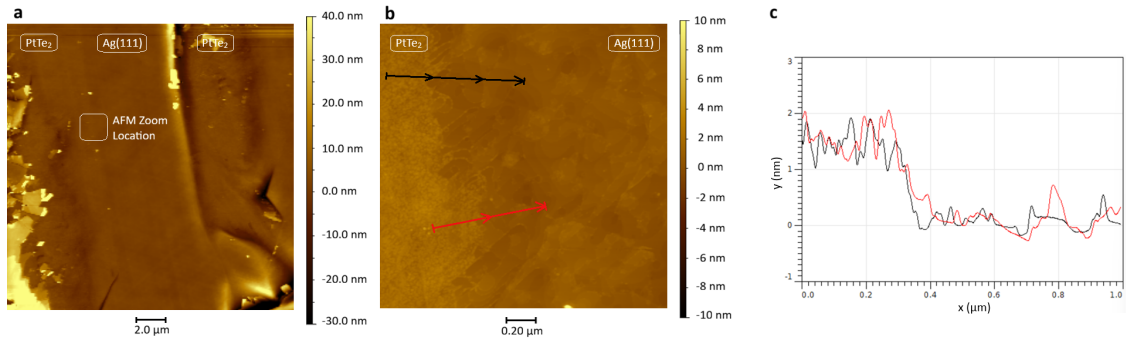 a
PtTe₂ Ag(111) PtTe₂
AFM Zoom
Location
40.0 nm
30.0 nm
20.0 nm
10.0 nm
0.0 nm
-10.0 nm
-20.0 nm
-30.0 nm
2.0 μm
b
PtTe₂ Ag(111)
10 nm
8 nm
6 nm
4 nm
2 nm
0 nm
-2 nm
-4 nm
-6 nm
-8 nm
-10 nm
0.20 μm
c
3
2
1
0
-1
y (nm)
0.0 0.2 0.4 0.6 0.8 1.0
x (μm)